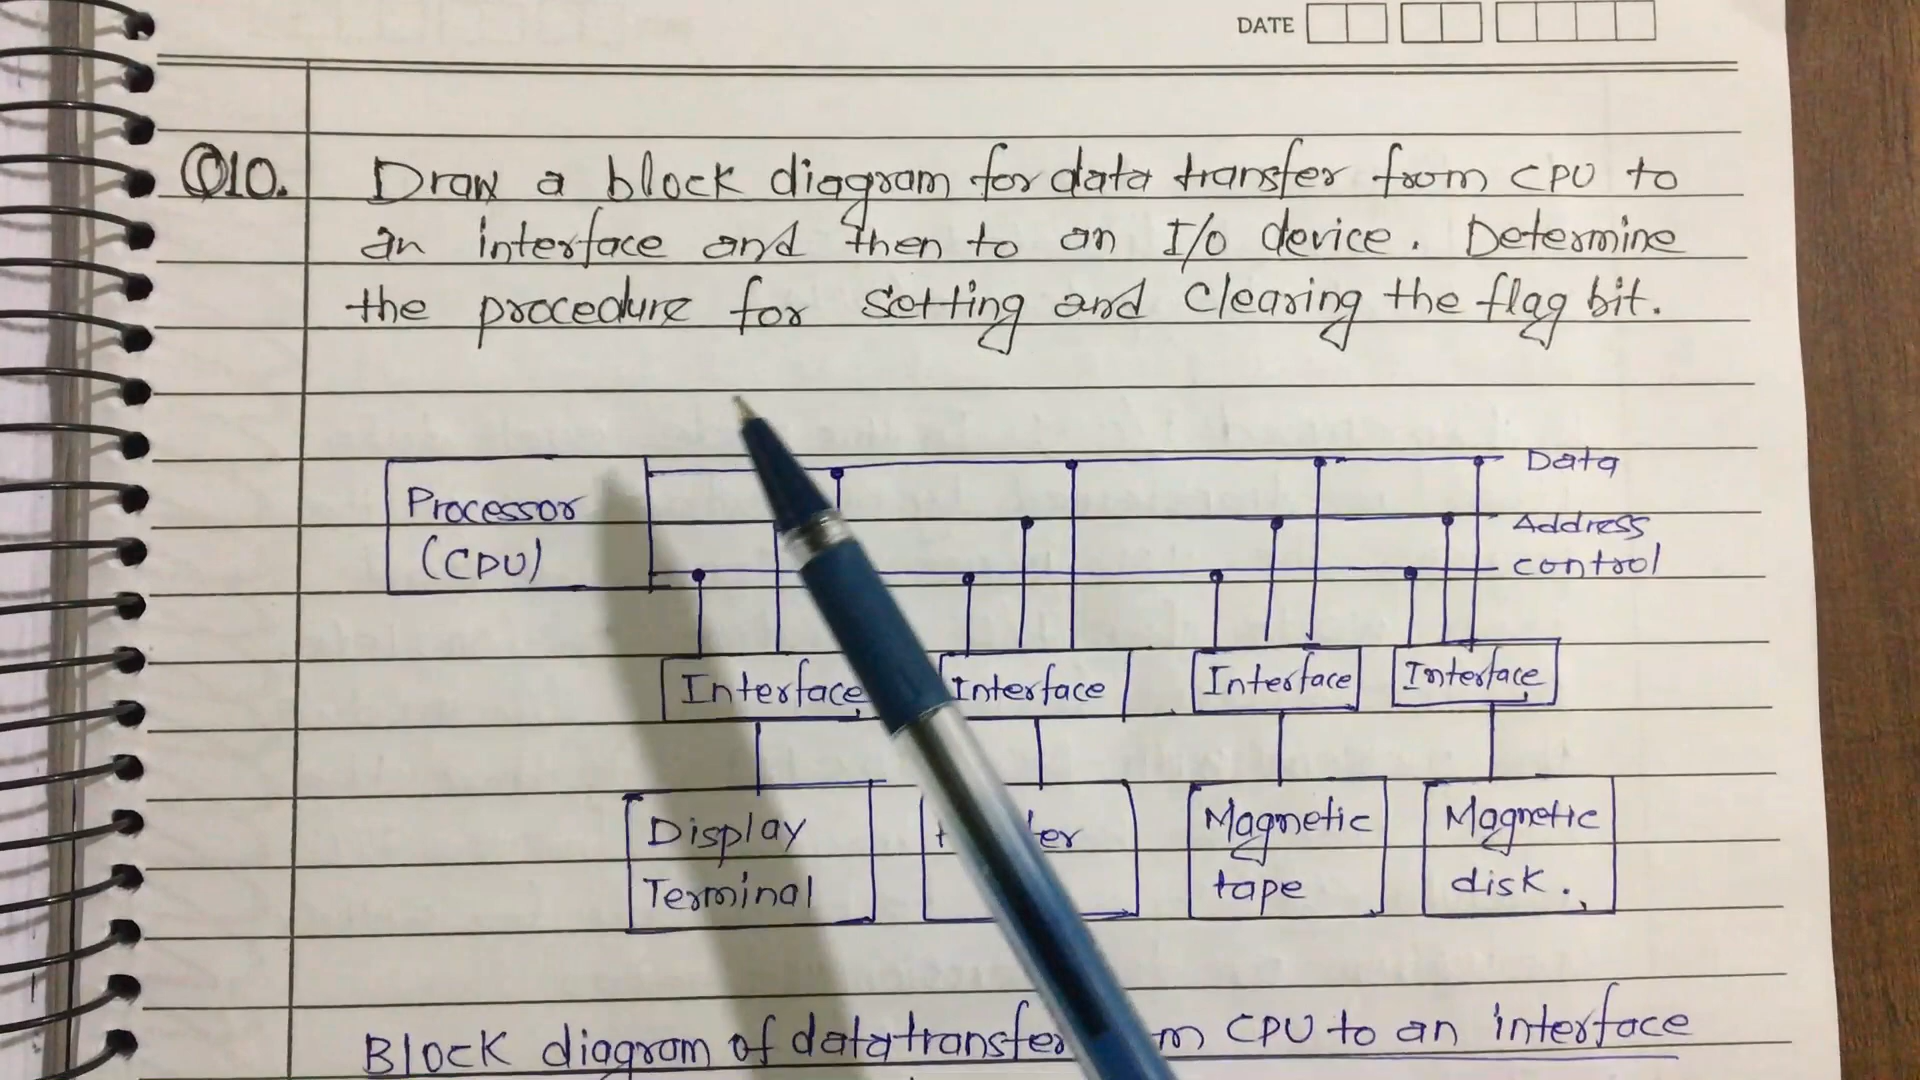 DATE
Q10. Draw a block diagram for data transfer from CPU to
an interface and then to an I/O device. Determine
the procedure for setting and clearing the flag bit.
Data
Processor
Address
(CPU)
control
Interface Interface Interface Interface
Display Magnetic Magnetic
Terminal tape disk.
Block diagram of data transfer CPU to an interface